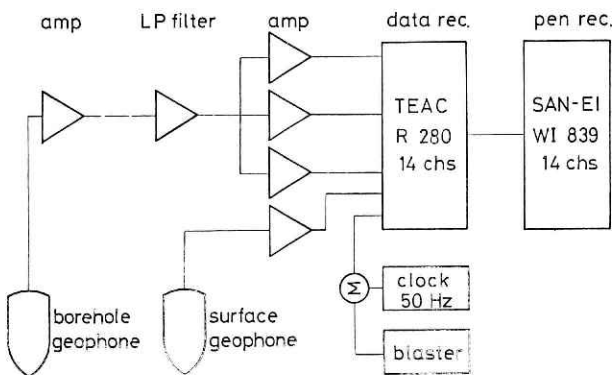 amp
LP filter
amp
data rec.
pen rec.
TEAC
R 280
14 chs
SAN-EI
WI 839
14 chs
borehole
geophone
surface
geophone
Σ
clock
50 Hz
blaster